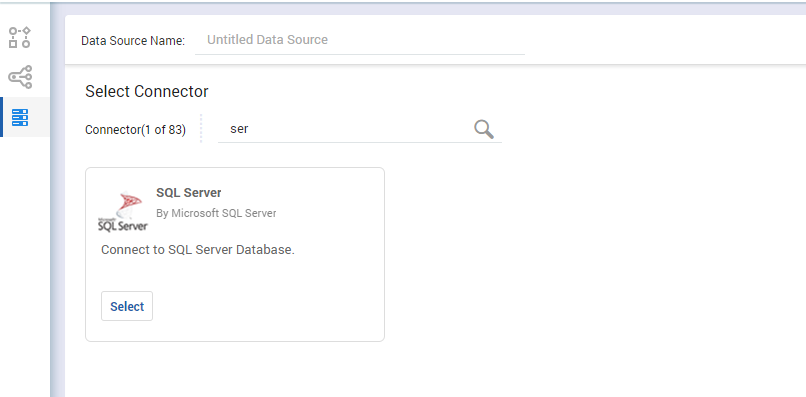 Data Source Name: Untitled Data Source
Select Connector
Connector(1 of 83) ser
SQL Server
By Microsoft SQL Server
Microsoft
SQL Server
Connect to SQL Server Database.
Select